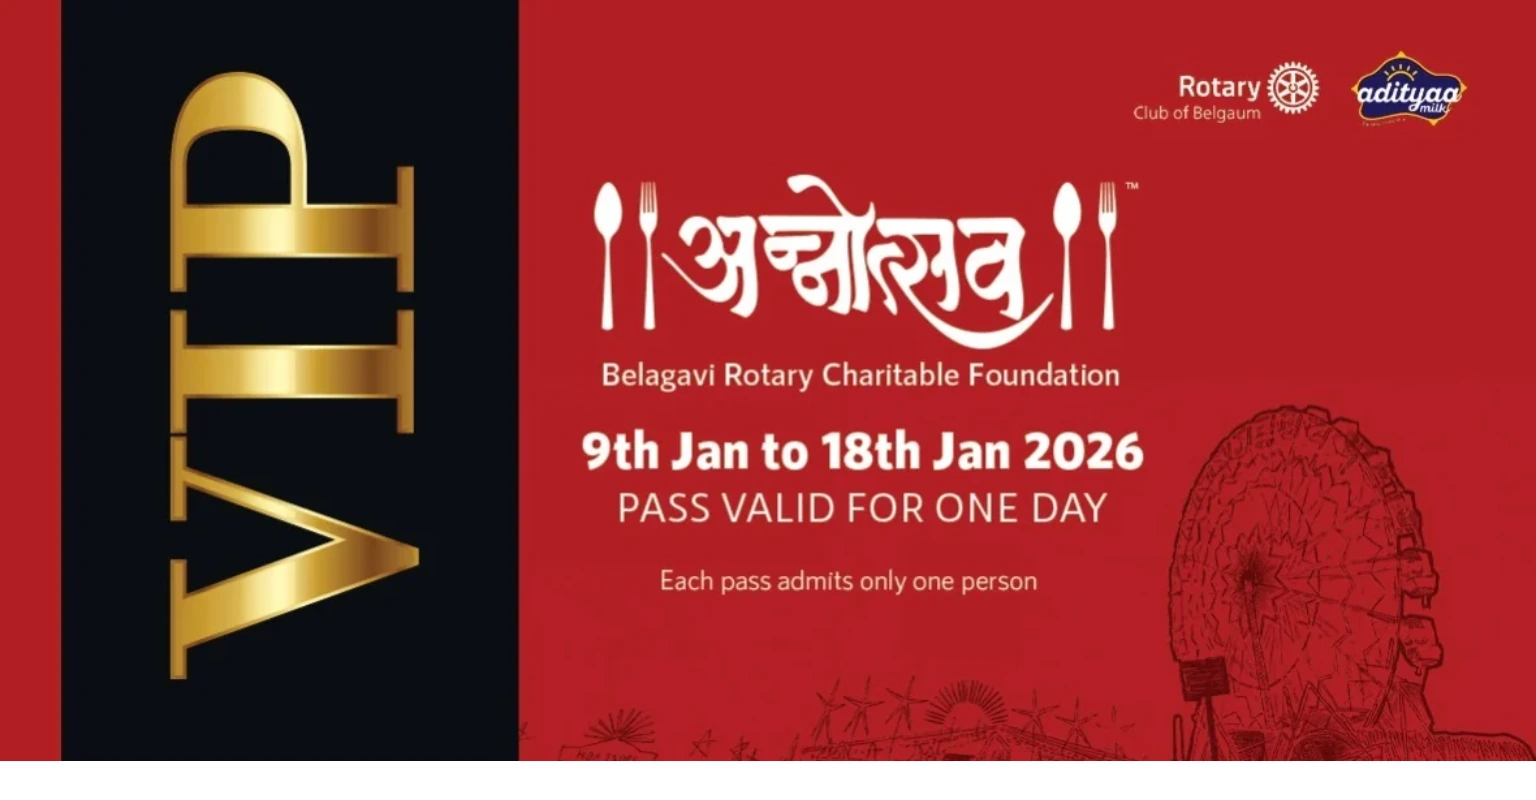 VIP
Rotary
Club of Belgaum
adityaa
milk
अन्नोत्सव
TM
Belagavi Rotary Charitable Foundation
9th Jan to 18th Jan 2026
PASS VALID FOR ONE DAY
Each pass admits only one person